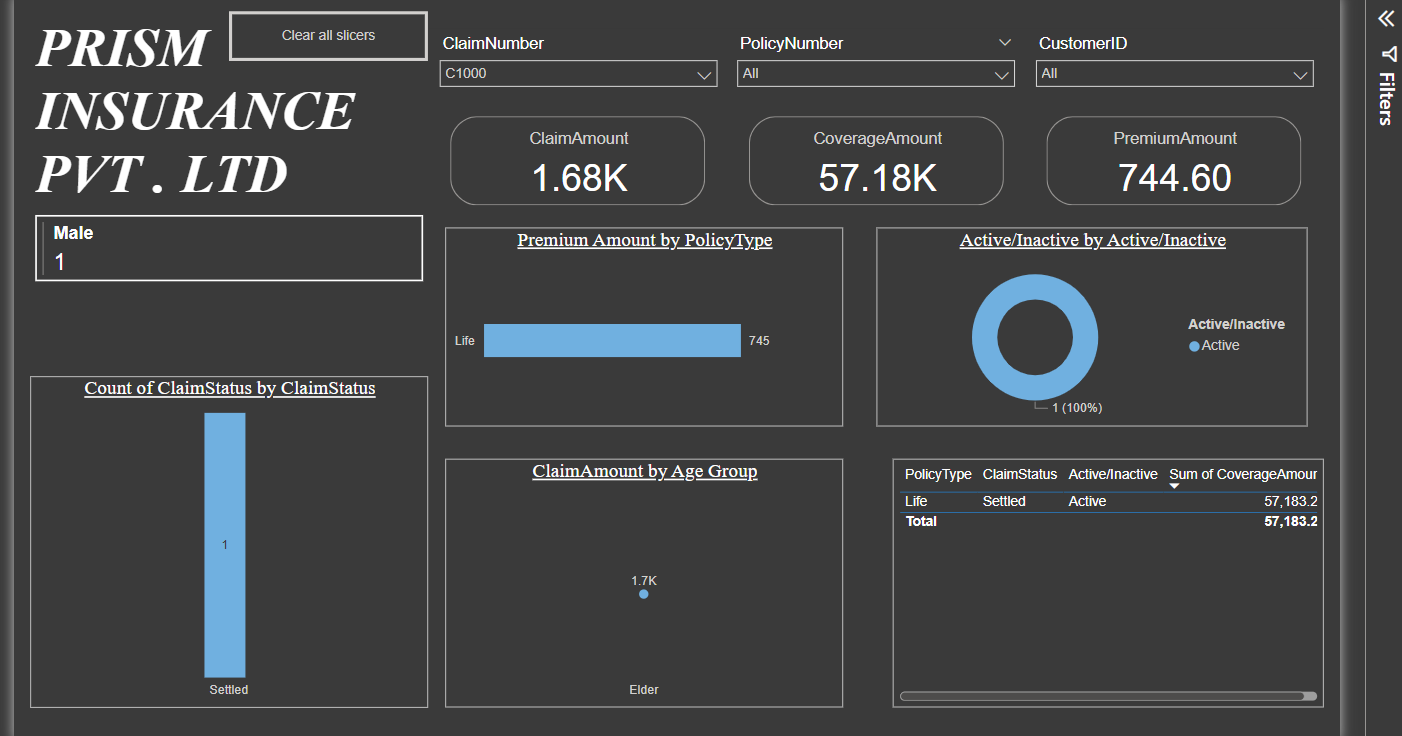 PRISM
INSURANCE
PVT . LTD
Clear all slicers
ClaimNumber
C1000
PolicyNumber
All
CustomerID
All
Filters
ClaimAmount
1.68K
CoverageAmount
57.18K
PremiumAmount
744.60
Male
1
Premium Amount by PolicyType
Life 745
Active/Inactive by Active/Inactive
Active/Inactive
Active
1 (100%)
Count of ClaimStatus by ClaimStatus
1
Settled
ClaimAmount by Age Group
1.7K
Elder
PolicyType ClaimStatus Active/Inactive Sum of CoverageAmour
Life Settled Active 57,183.2
Total 57,183.2